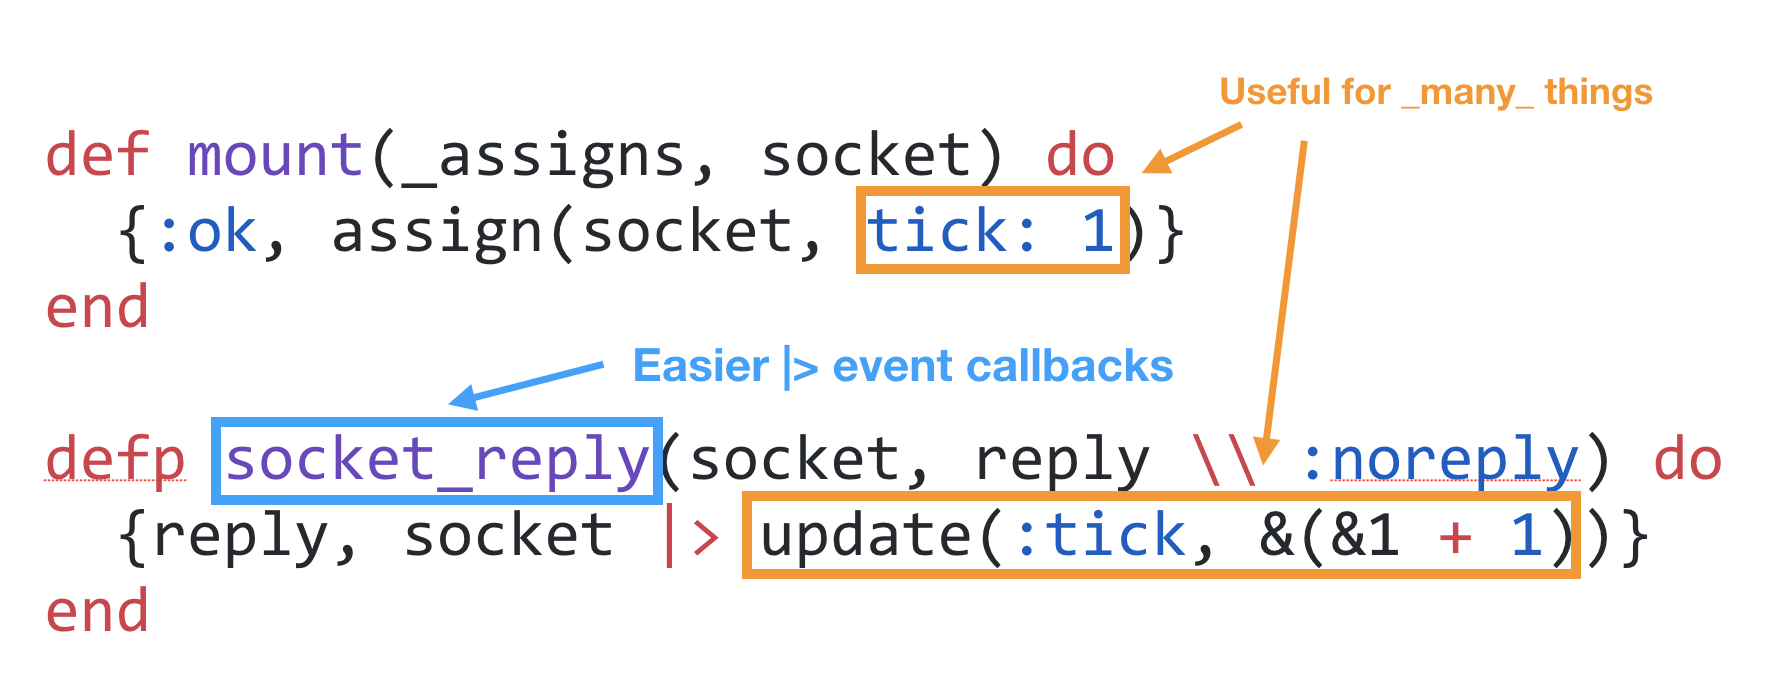 Useful for _many_ things
def mount(_assigns, socket) do
  {:ok, assign(socket, tick: 1)}
end
Easier |> event callbacks
defp socket_reply(socket, reply \\ :noreply) do
  {reply, socket |> update(:tick, &(&1 + 1))}
end